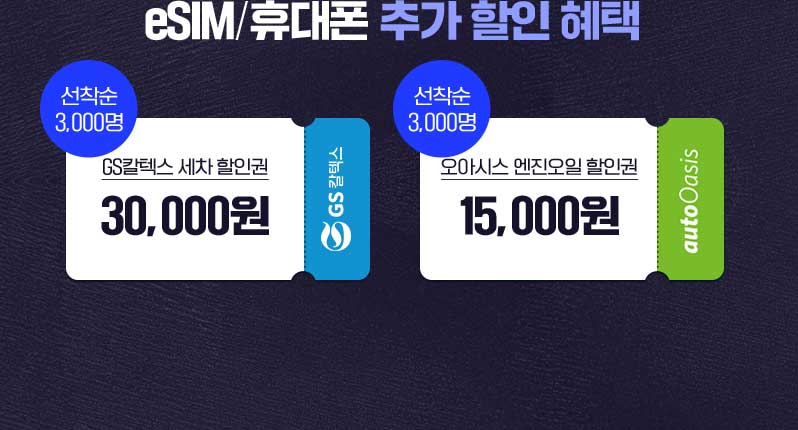 eSIM/휴대폰 추가 할인 혜택
선착순
3,000명
GS칼텍스 세차 할인권
30,000원
GS칼텍스
선착순
3,000명
오아시스 엔진오일 할인권
15,000원
autoOasis